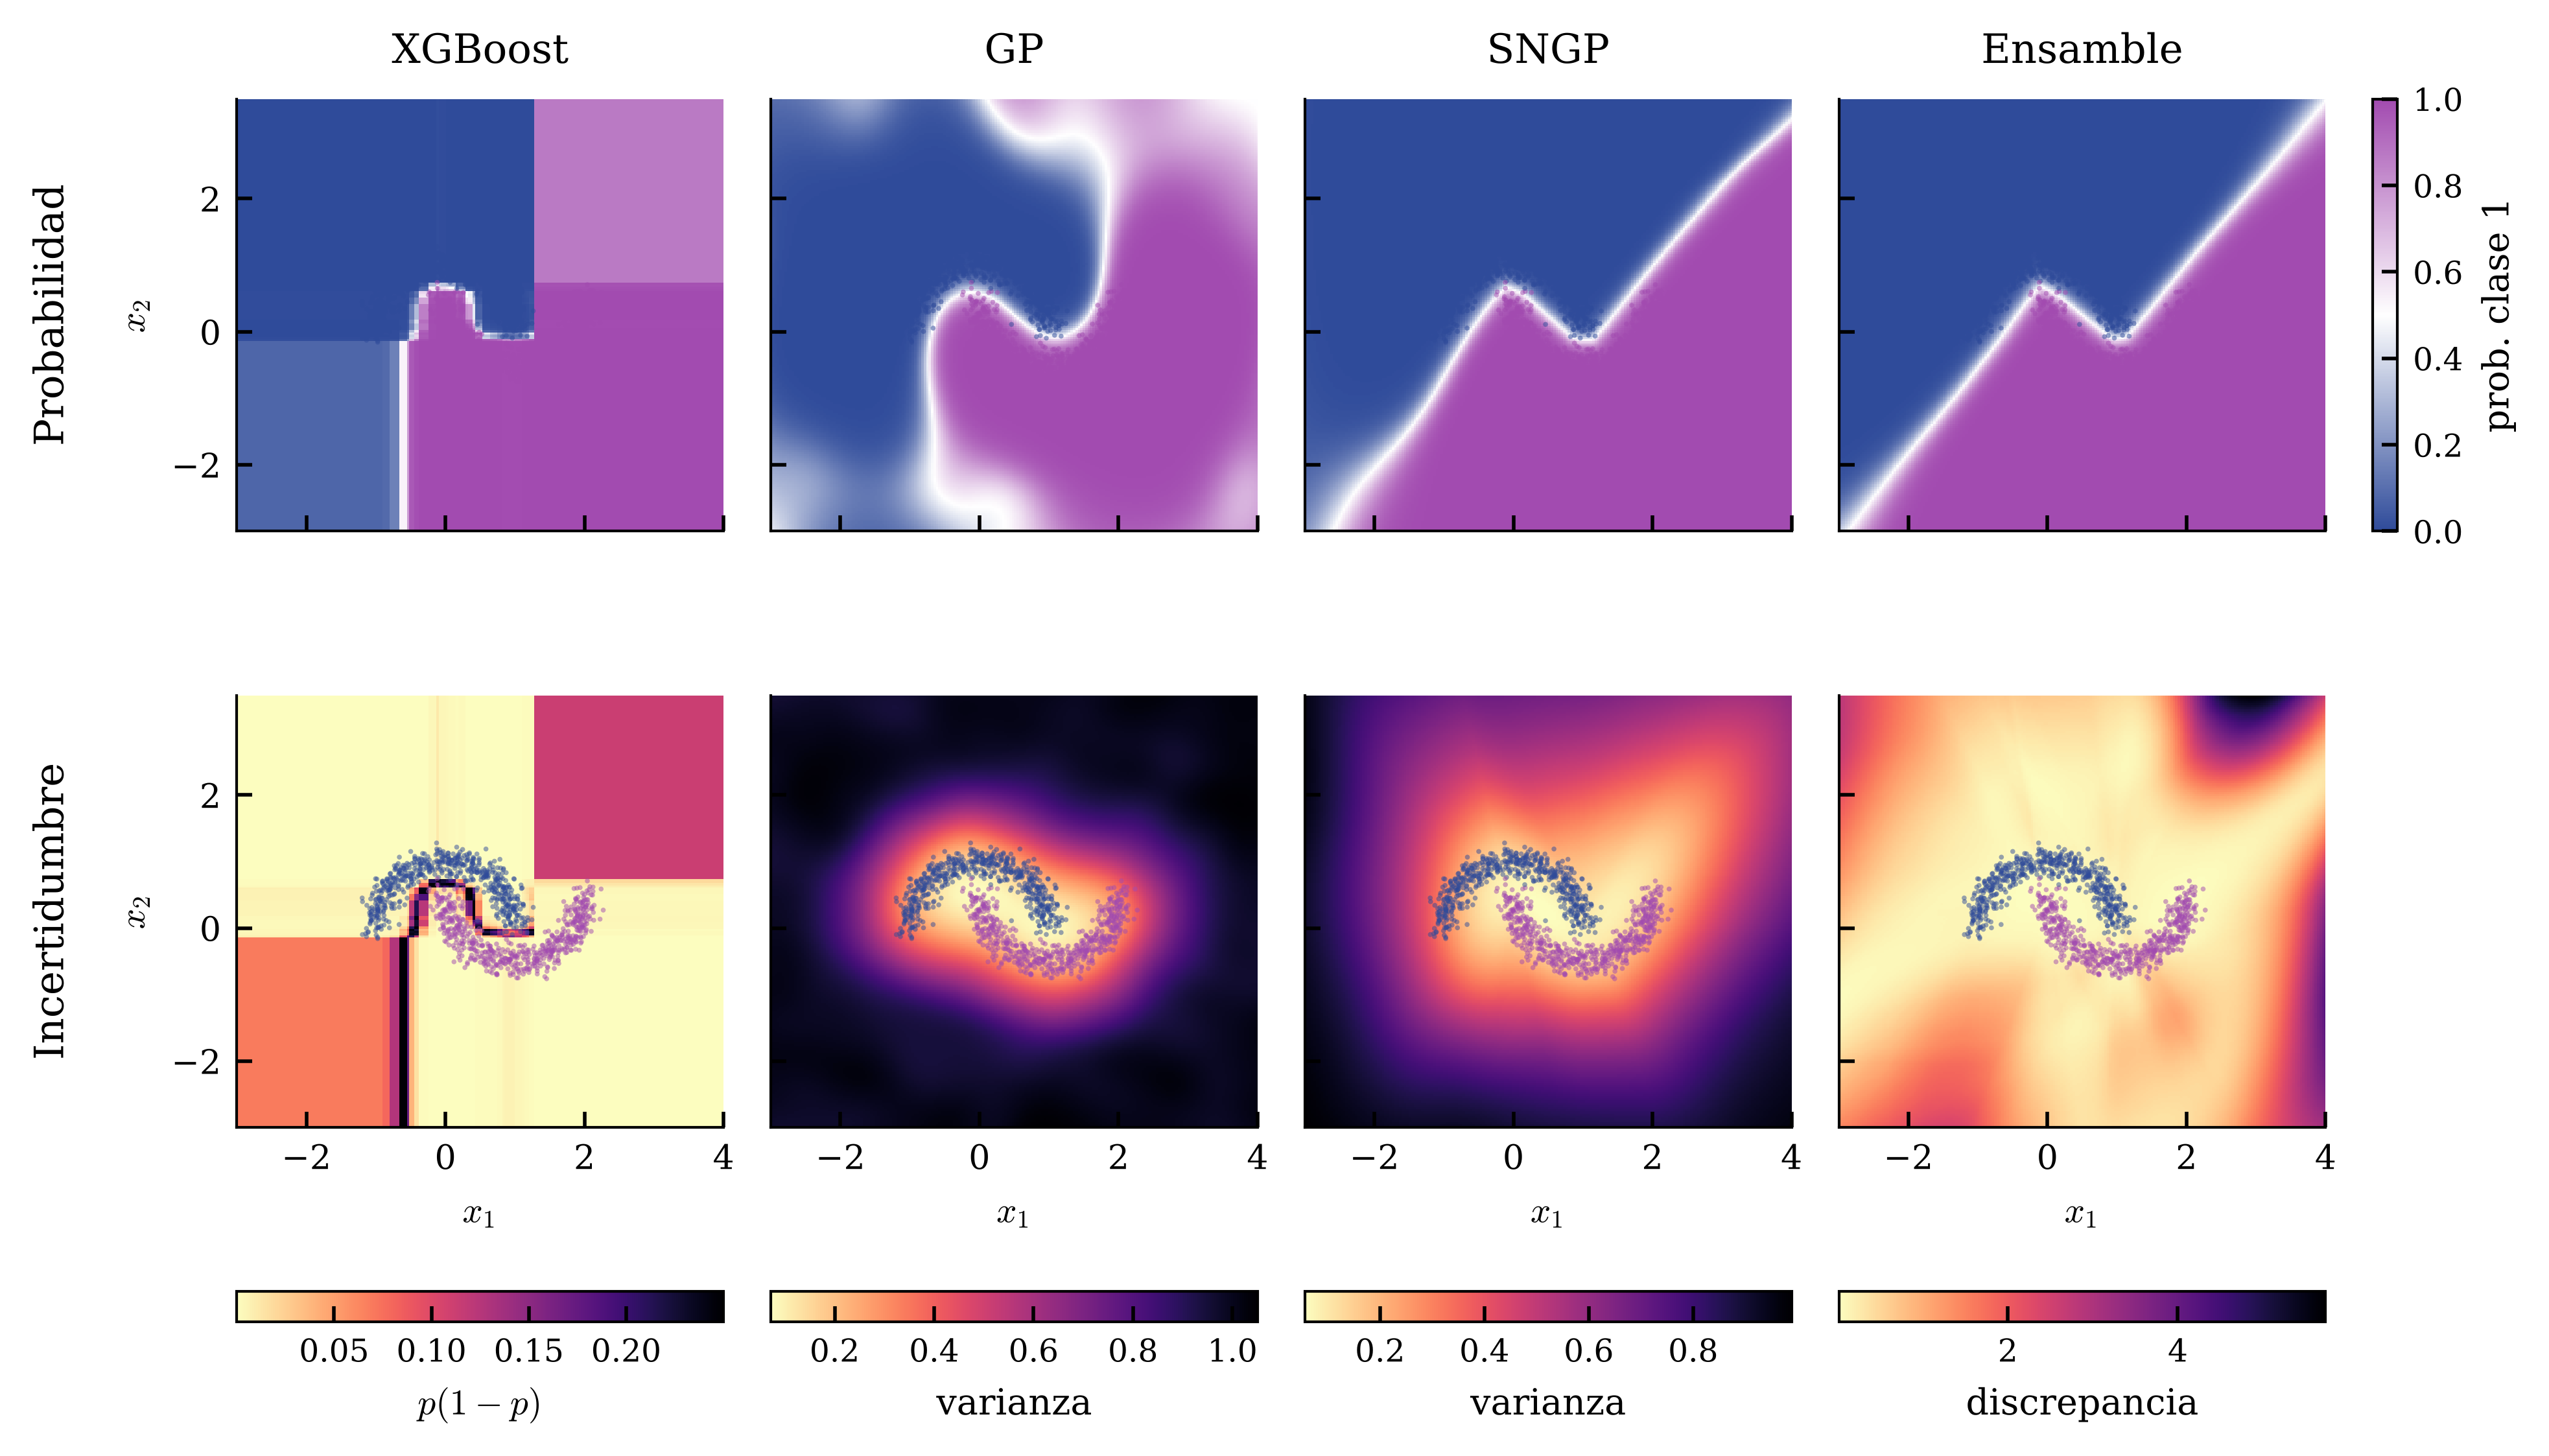 XGBoost GP SNGP Ensamble
Probabilidad
x₂
2
0
−2
1.0
0.8
0.6
0.4
0.2
0.0
prob. clase 1
Incertidumbre
x₂
2
0
−2
−2 0 2 4 −2 0 2 4 −2 0 2 4 −2 0 2 4
x₁ x₁ x₁ x₁
0.05 0.10 0.15 0.20 0.2 0.4 0.6 0.8 1.0 0.2 0.4 0.6 0.8 2 4
p(1 − p) varianza varianza discrepancia